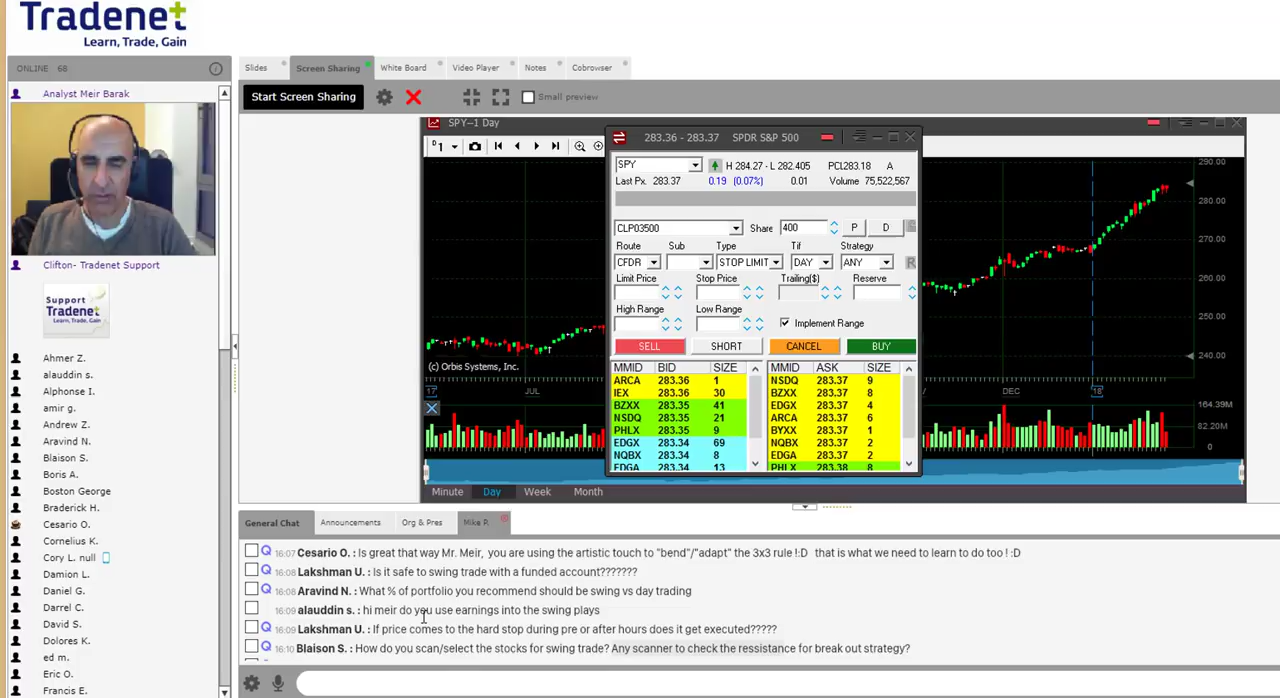 Tradenet
Learn, Trade, Gain
ONLINE 68
Slides Screen Sharing White Board Video Player Notes Cobrowser
Analyst Meir Barak
Start Screen Sharing Small preview
SPY--1 Day
283.36 - 283.37 SPDR S&P 500
1
SPY H 284.27 - L 282.405 PCl283.18 A
Last Px. 283.37 0.19 (0.07%) 0.01 Volume 75,522,567
CLP03500 Share 400 P D
Route Sub Type Tif Strategy
CFDR STOP LIMIT DAY ANY R
Limit Price Stop Price Trailing($) Reserve
High Range Low Range
Implement Range
SELL SHORT CANCEL BUY
MMID BID SIZE MMID ASK SIZE
ARCA 283.36 1 NSDQ 283.37 9
IEX 283.36 30 BZXX 283.37 8
BZXX 283.35 41 EDGX 283.37 4
NSDQ 283.35 21 ARCA 283.37 6
PHLX 283.35 9 BYXX 283.37 1
EDGX 283.34 69 NQBX 283.37 2
NQBX 283.34 8 EDGA 283.37 2
EDGA 283.34 13 PHLX 283.38 8
290.00
280.00
270.00
260.00
250.00
240.00
(c) Orbis Systems, Inc.
17 JUL DEC 18
164.39M
82.20M
0
Minute Day Week Month
Clifton- Tradenet Support
Support
Tradenet
Learn, Trade, Gain
Ahmer Z.
alauddin s.
Alphonse I.
amir g.
Andrew Z.
Aravind N.
Blaison S.
Boris A.
Boston George
Braderick H.
Cesario O.
Cornelius K.
Cory L. null
Damion L.
Daniel G.
Darrel C.
David S.
Dolores K.
ed m.
Eric O.
Francis E.
General Chat Announcements Org & Pres Mike P.
16:07 Cesario O. : Is great that way Mr. Meir, you are using the artistic touch to "bend"/"adapt" the 3x3 rule !:D that is what we need to learn to do too ! :D
16:08 Lakshman U. : Is it safe to swing trade with a funded account???????
16:08 Aravind N. : What % of portfolio you recommend should be swing vs day trading
16:09 alauddin s. : hi meir do you use earnings into the swing plays
16:09 Lakshman U. : If price comes to the hard stop during pre or after hours does it get executed?????
16:10 Blaison S. : How do you scan/select the stocks for swing trade? Any scanner to check the ressistance for break out strategy?